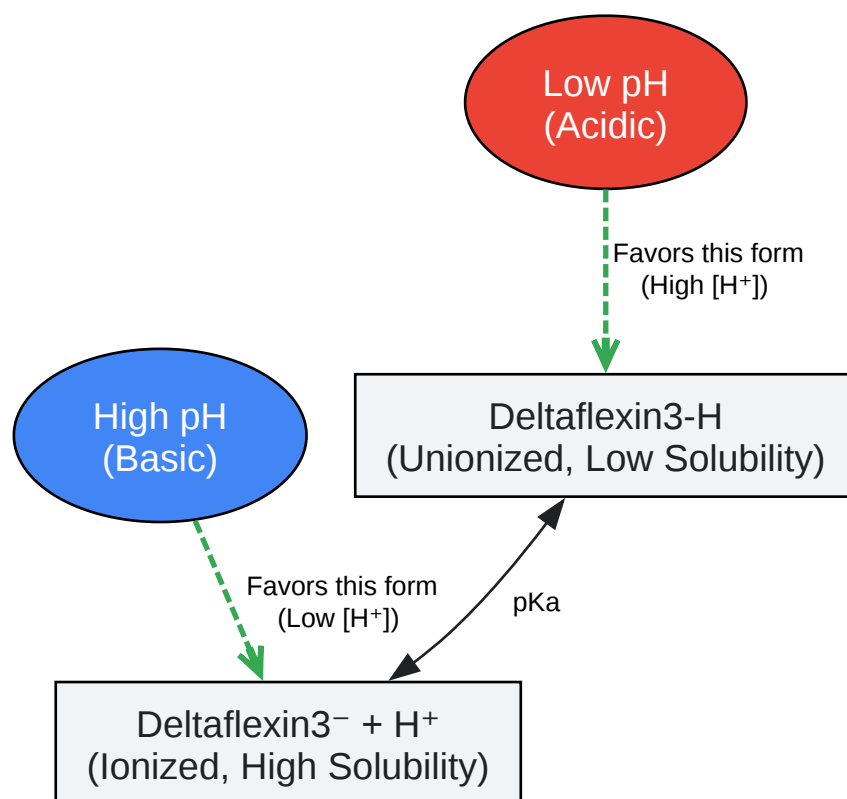 Low pH
(Acidic)
Favors this form
(High [H⁺])
Deltaflexin3-H
(Unionized, Low Solubility)
High pH
(Basic)
Favors this form
(Low [H⁺])
pKa
Deltaflexin3⁻ + H⁺
(Ionized, High Solubility)